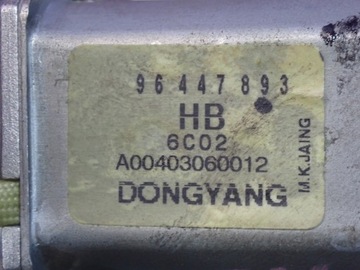 96447893
HB
6C02
A00403060012
DONGYANG
M.K.JAING